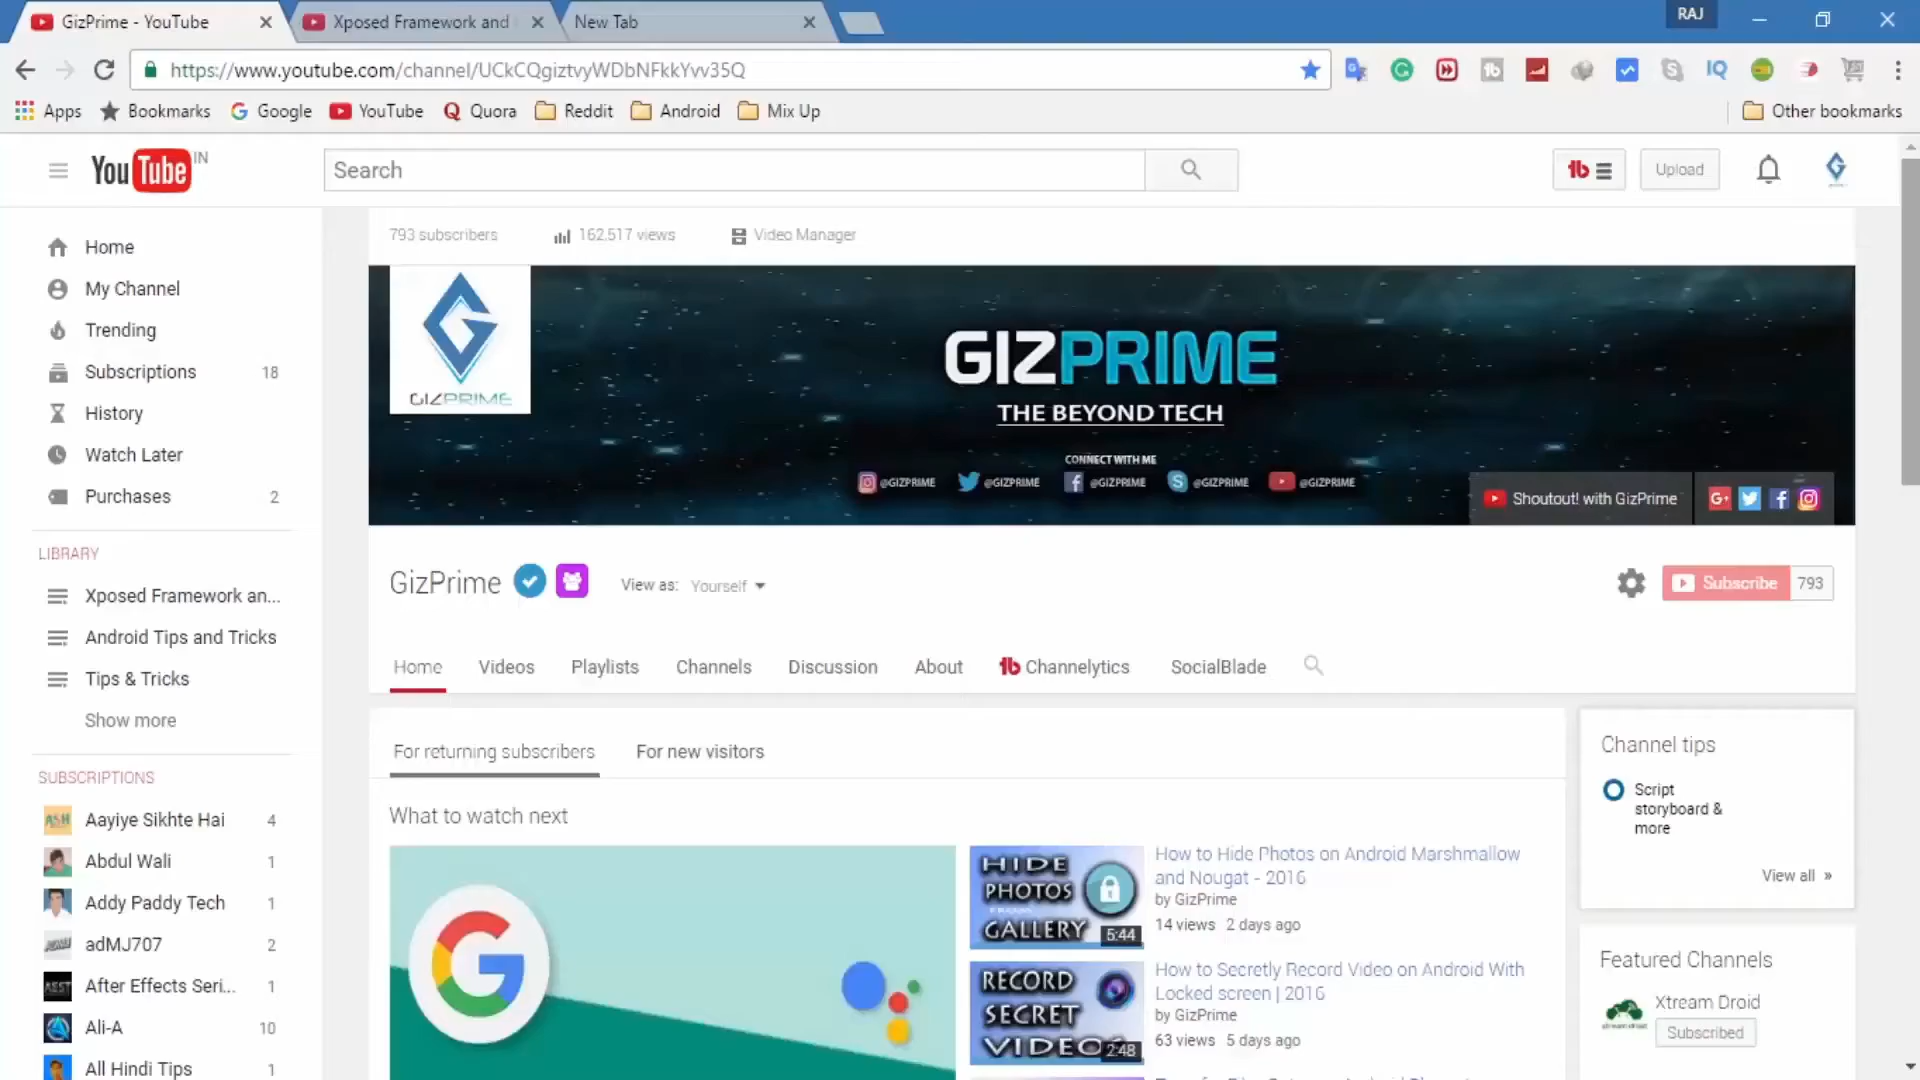 GizPrime - YouTube
Xposed Framework and
New Tab
RAJ
https://www.youtube.com/channel/UCkCQgiztvyWDbNFkkYvv35Q
Apps
Bookmarks
Google
YouTube
Quora
Reddit
Android
Mix Up
Other bookmarks
YouTube IN
Search
Upload
793 subscribers
162,517 views
Video Manager
Home
My Channel
Trending
Subscriptions 18
History
Watch Later
Purchases 2
LIBRARY
Xposed Framework an...
Android Tips and Tricks
Tips & Tricks
Show more
SUBSCRIPTIONS
Aayiye Sikhte Hai 4
Abdul Wali 1
Addy Paddy Tech 1
adMJ707 2
After Effects Seri... 1
Ali-A 10
All Hindi Tips 1
GIZPRIME
GIZPRIME
THE BEYOND TECH
CONNECT WITH ME
@GIZPRIME @GIZPRIME @GIZPRIME @GIZPRIME @GIZPRIME
Shoutout! with GizPrime
GizPrime
View as: Yourself
Subscribe 793
Home
Videos
Playlists
Channels
Discussion
About
Channelytics
SocialBlade
For returning subscribers
For new visitors
What to watch next
HIDE
PHOTOS
GALLERY
5:44
How to Hide Photos on Android Marshmallow
and Nougat - 2016
by GizPrime
14 views 2 days ago
RECORD
SECRET
VIDEO
2:48
How to Secretly Record Video on Android With
Locked screen | 2016
by GizPrime
63 views 5 days ago
Channel tips
Script
storyboard &
more
View all »
Featured Channels
Xtream Droid
Subscribed